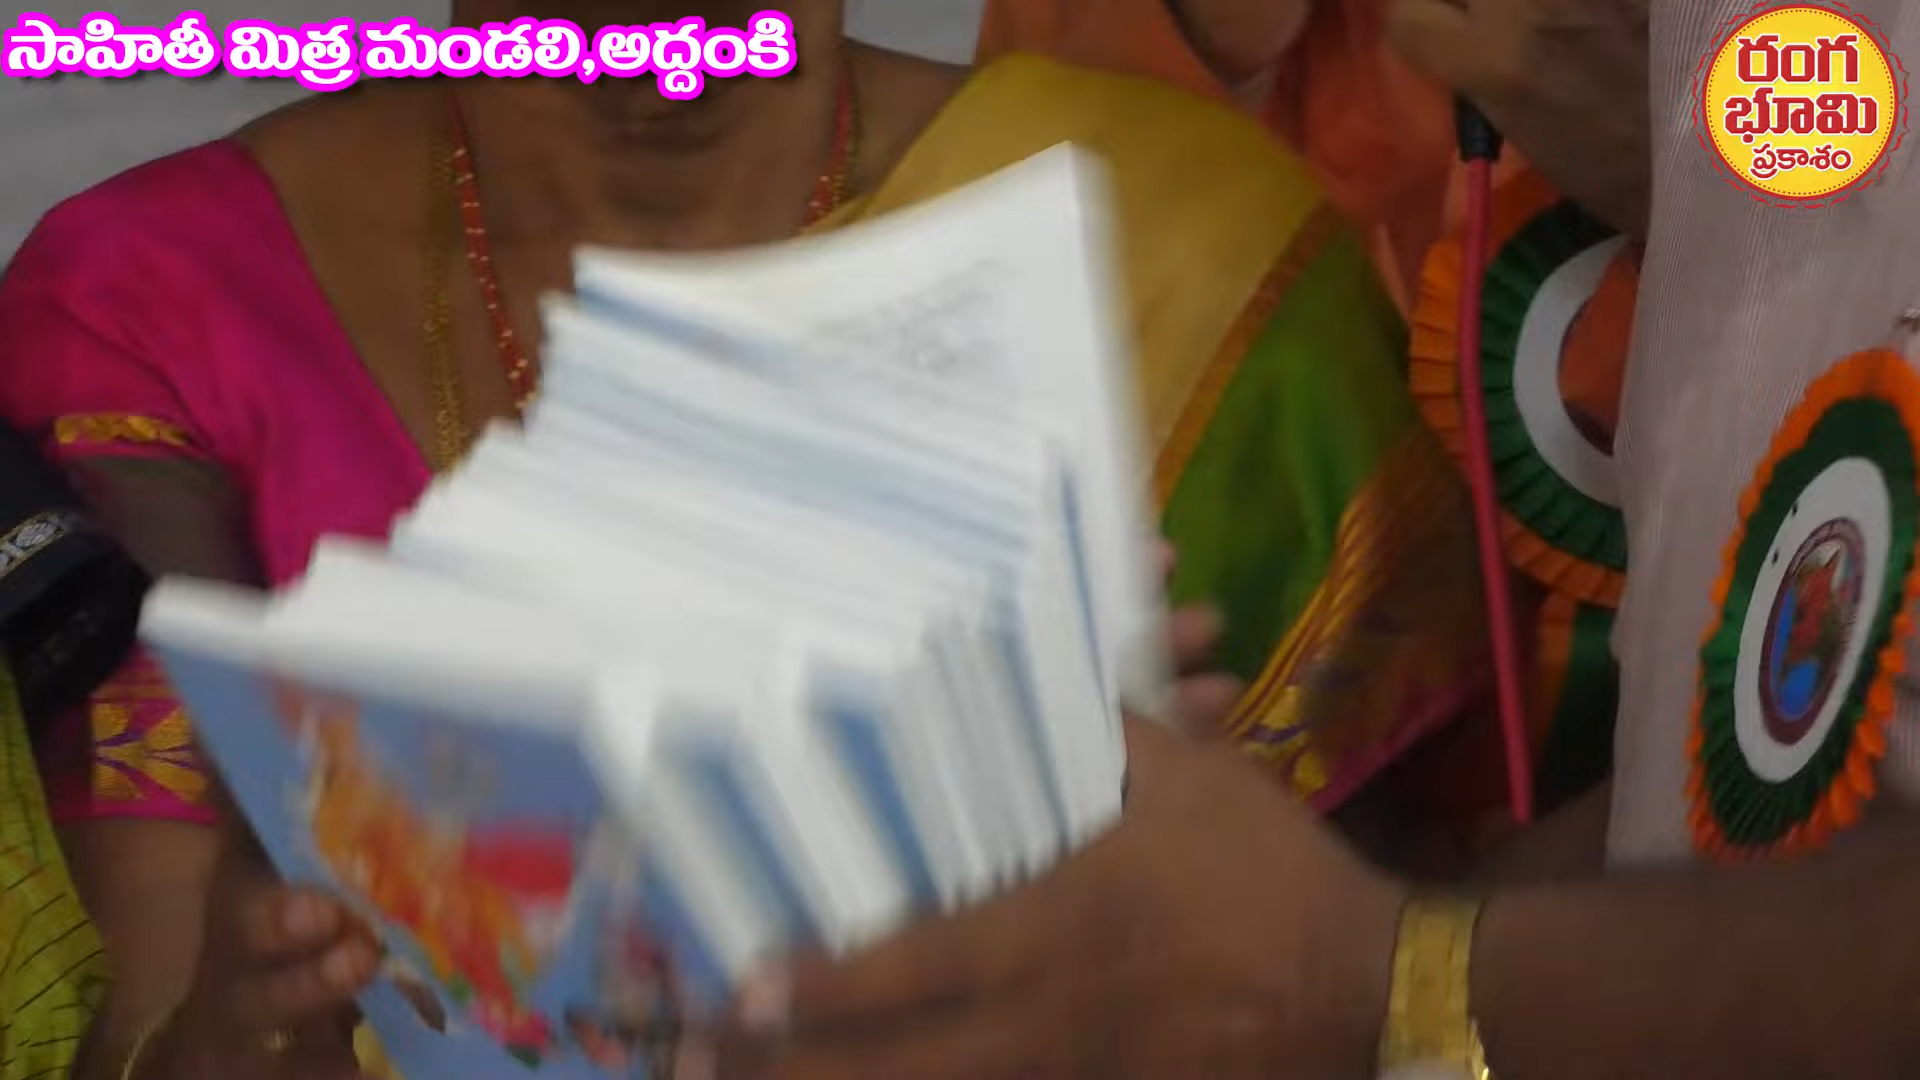 సాహితీ మిత్ర మండలి,అద్దంకి
రంగ
భూమి
ప్రకాశం